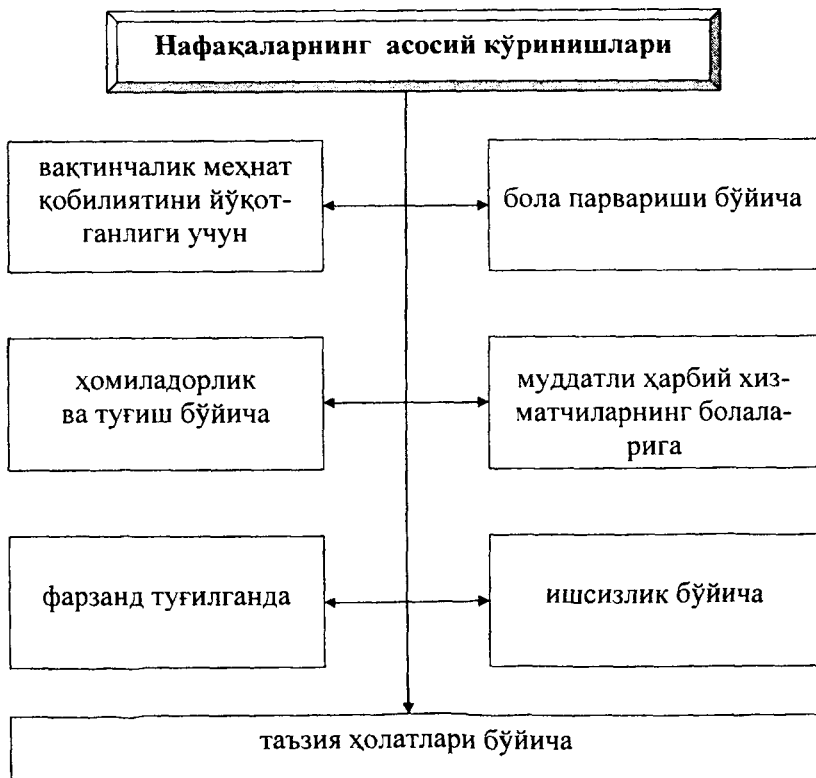 Нафақаларнинг асосий кўринишлари
вақтинчалик меҳнат
қобилиятини йўқот-
ганлиги учун
бола парвариши бўйича
ҳомиладорлик
ва туғиш бўйича
муддатли ҳарбий хиз-
матчиларнинг болала-
рига
фарзанд туғилганда
ишсизлик бўйича
таъзия ҳолатлари бўйича